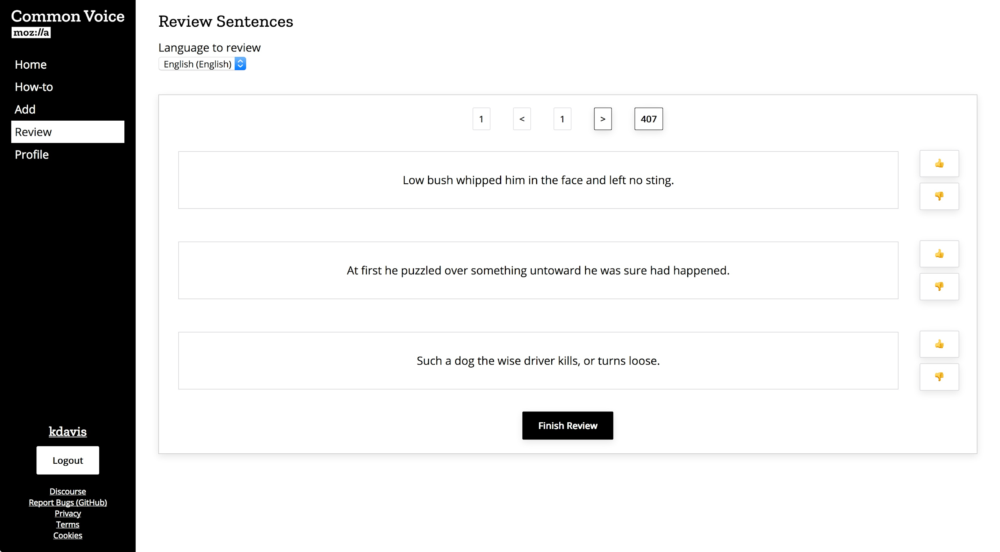 Common Voice
moz://a
Home
How-to
Add
Review
Profile
kdavis
Logout
Discourse
Report Bugs (GitHub)
Privacy
Terms
Cookies
Review Sentences
Language to review
English (English)
1 < 1 > 407
Low bush whipped him in the face and left no sting.
At first he puzzled over something untoward he was sure had happened.
Such a dog the wise driver kills, or turns loose.
Finish Review